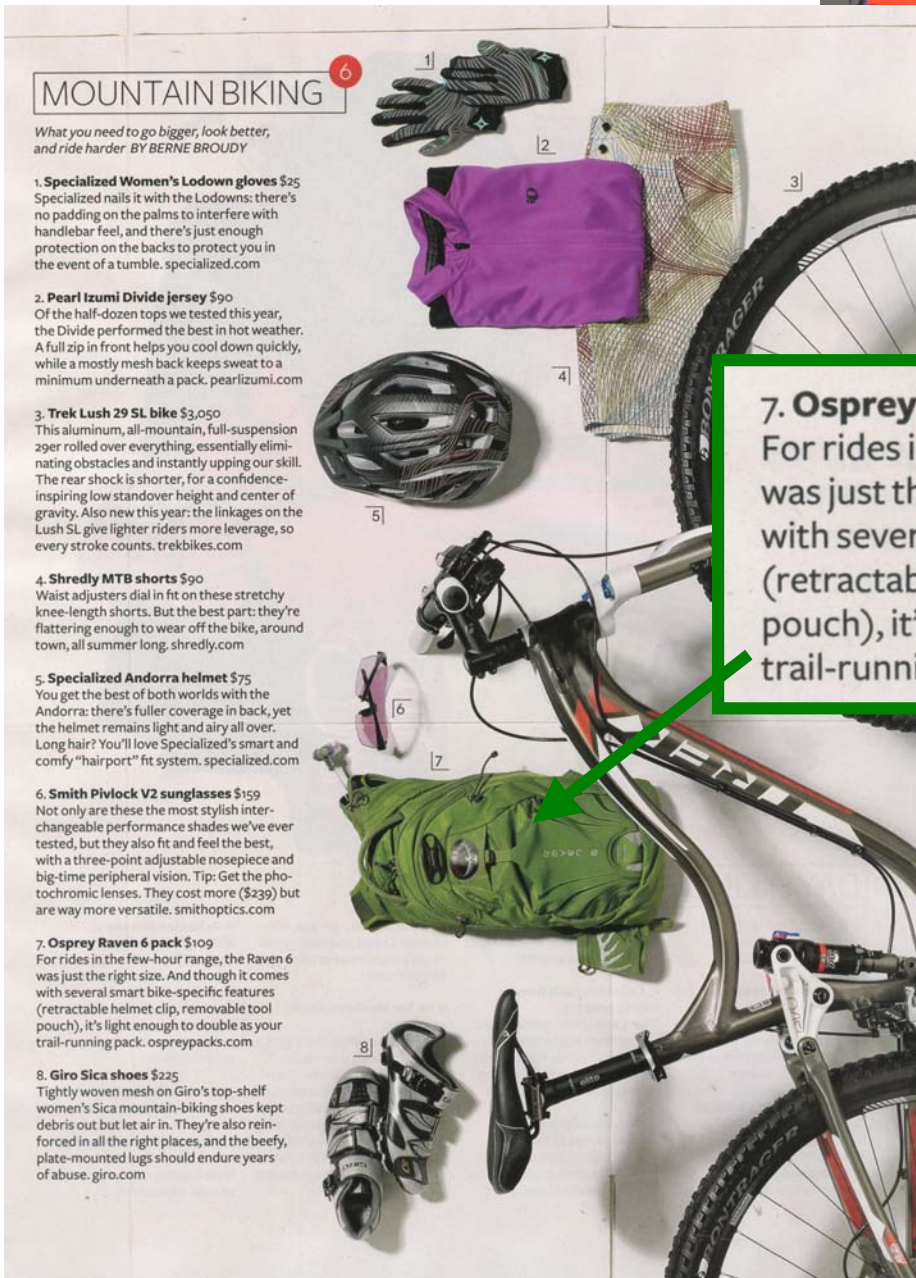 MOUNTAIN BIKING
6
What you need to go bigger, look better,
and ride harder BY BERNE BROUDY
1. Specialized Women's Lodown gloves $25
Specialized nails it with the Lodowns: there's
no padding on the palms to interfere with
handlebar feel, and there's just enough
protection on the backs to protect you in
the event of a tumble. specialized.com
2. Pearl Izumi Divide jersey $90
Of the half-dozen tops we tested this year,
the Divide performed the best in hot weather.
A full zip in front helps you cool down quickly,
while a mostly mesh back keeps sweat to a
minimum underneath a pack. pearlizumi.com
3. Trek Lush 29 SL bike $3,050
This aluminum, all-mountain, full-suspension
29er rolled over everything, essentially elimi-
nating obstacles and instantly upping our skill.
The rear shock is shorter, for a confidence-
inspiring low standover height and center of
gravity. Also new this year: the linkages on the
Lush SL give lighter riders more leverage, so
every stroke counts. trekbikes.com
4. Shredly MTB shorts $90
Waist adjusters dial in fit on these stretchy
knee-length shorts. But the best part: they're
flattering enough to wear off the bike, around
town, all summer long. shredly.com
5. Specialized Andorra helmet $75
You get the best of both worlds with the
Andorra: there's fuller coverage in back, yet
the helmet remains light and airy all over.
Long hair? You'll love Specialized's smart and
comfy "hairport" fit system. specialized.com
6. Smith Pivlock V2 sunglasses $159
Not only are these the most stylish inter-
changeable performance shades we've ever
tested, but they also fit and feel the best,
with a three-point adjustable nosepiece and
big-time peripheral vision. Tip: Get the pho-
tochromic lenses. They cost more ($239) but
are way more versatile. smithoptics.com
7. Osprey Raven 6 pack $109
For rides in the few-hour range, the Raven 6
was just the right size. And though it comes
with several smart bike-specific features
(retractable helmet clip, removable tool
pouch), it's light enough to double as your
trail-running pack. ospreypacks.com
8. Giro Sica shoes $225
Tightly woven mesh on Giro's top-shelf
women's Sica mountain-biking shoes kept
debris out but let air in. They're also rein-
forced in all the right places, and the beefy,
plate-mounted lugs should endure years
of abuse. giro.com
1
2
3
4
5
6
7
8
BONTRAGER
7. Osprey
For rides i
was just th
with sever
(retractab
pouch), it'
trail-runni
TREK
elite
BONTRAGER